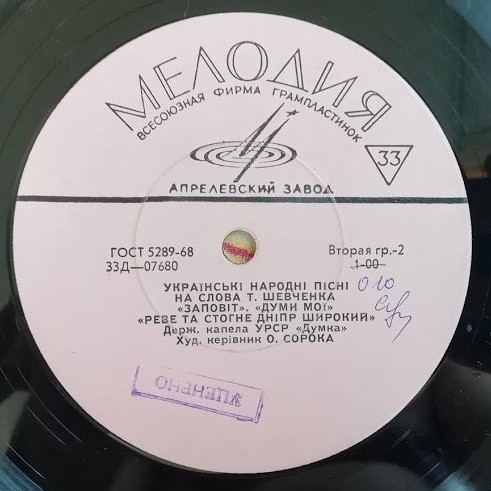 МЕЛОДИЯ
ВСЕСОЮЗНАЯ ФИРМА ГРАМПЛАСТИНОК
33
АПРЕЛЕВСКИЙ ЗАВОД
ГОСТ 5289-68
33Д—07680
Вторая гр.-2
1-00
УКРАЇНСЬКІ НАРОДНІ ПІСНІ
НА СЛОВА Т. ШЕВЧЕНКА
«ЗАПОВІТ», «ДУМИ МОЇ»
«РЕВЕ ТА СТОГНЕ ДНІПР ШИРОКИЙ»
Держ. капела УРСР «Думка»
Худ. керівник О. СОРОКА
УЦЕНЕНО